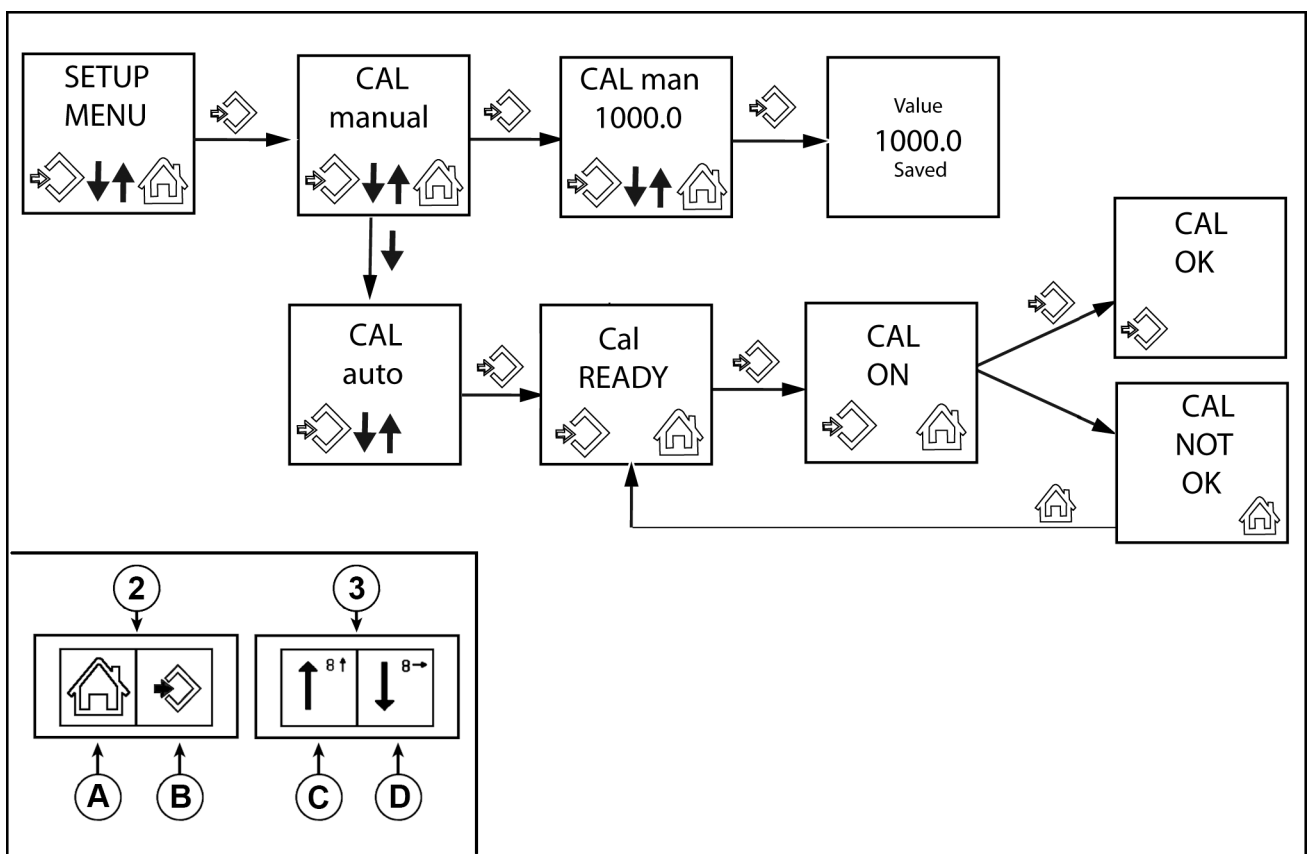 SETUP
MENU
CAL
manual
CAL man
1000.0
Value
1000.0
Saved
CAL
OK
CAL
auto
Cal
READY
CAL
ON
CAL
NOT
OK
2
3
8↑
8→
A
B
C
D